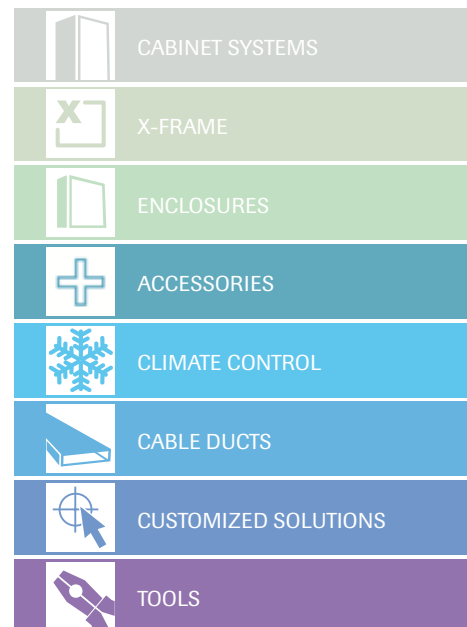 CABINET SYSTEMS
X-FRAME
ENCLOSURES
ACCESSORIES
CLIMATE CONTROL
CABLE DUCTS
CUSTOMIZED SOLUTIONS
TOOLS